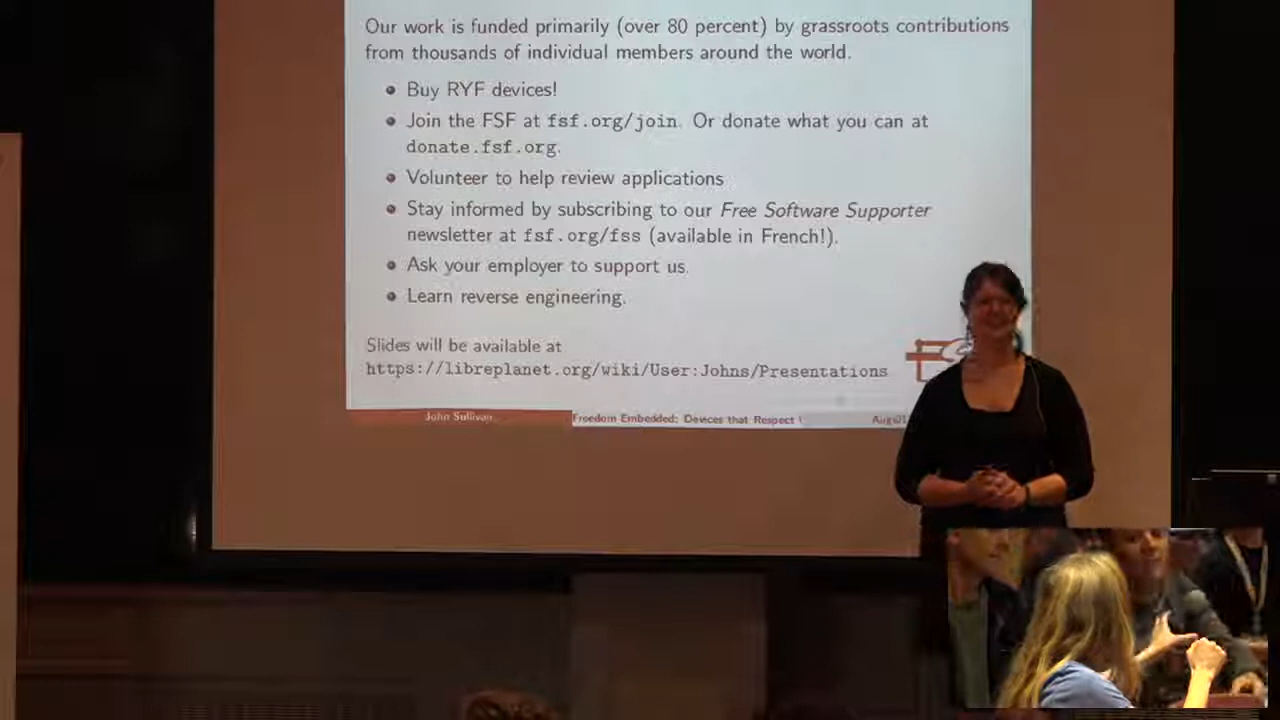 Our work is funded primarily (over 80 percent) by grassroots contributions
from thousands of individual members around the world.
Buy RYF devices!
Join the FSF at fsf.org/join. Or donate what you can at
donate.fsf.org.
Volunteer to help review applications
Stay informed by subscribing to our Free Software Supporter
newsletter at fsf.org/fss (available in French!).
Ask your employer to support us.
Learn reverse engineering.
Slides will be available at
https://libreplanet.org/wiki/User:Johns/Presentations
John Sullivan
Freedom Embedded: Devices that Respect